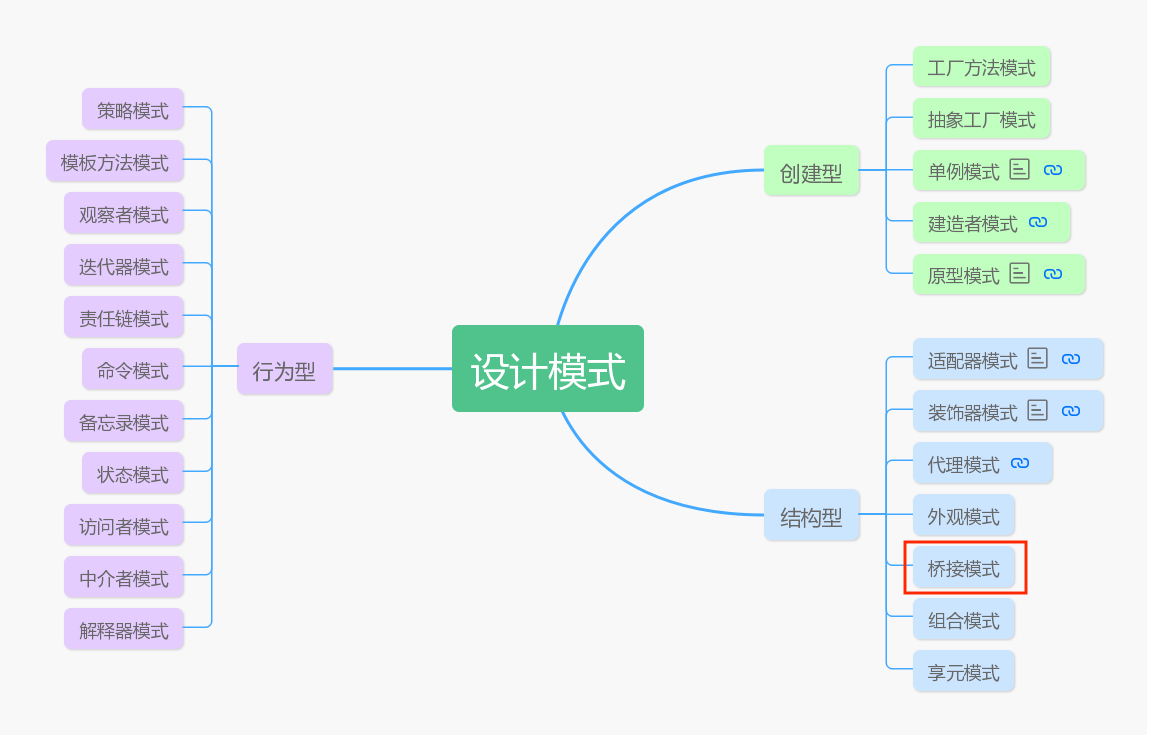 设计模式
创建型
工厂方法模式
抽象工厂模式
单例模式
建造者模式
原型模式
结构型
适配器模式
装饰器模式
代理模式
外观模式
桥接模式
组合模式
享元模式
行为型
策略模式
模板方法模式
观察者模式
迭代器模式
责任链模式
命令模式
备忘录模式
状态模式
访问者模式
中介者模式
解释器模式